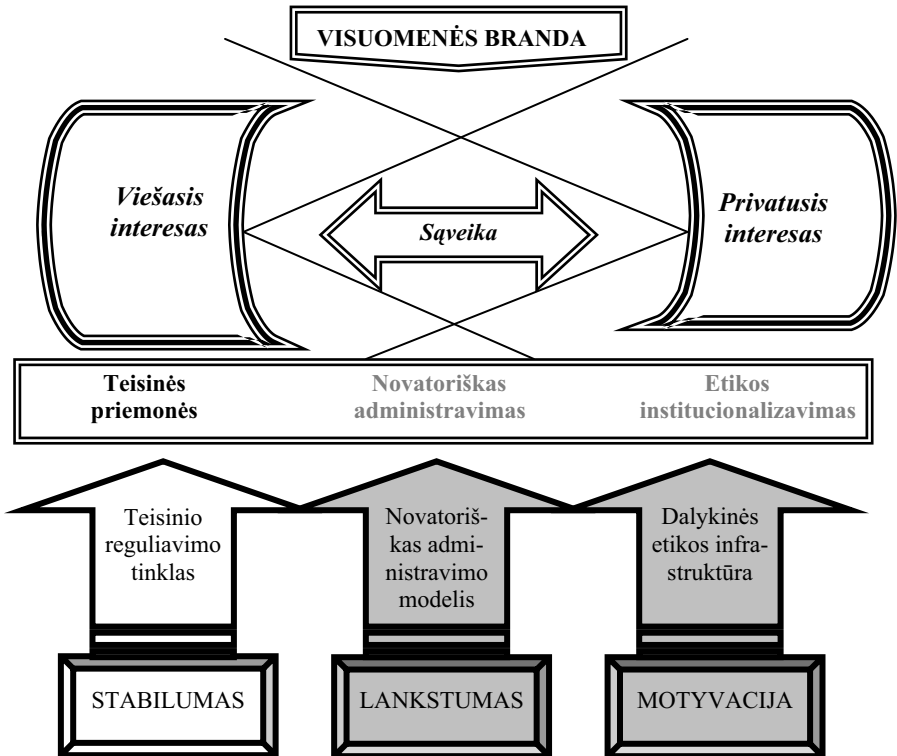 VISUOMENĖS BRANDA
Viešasis
interesas
Sąveika
Privatusis
interesas
Teisinės
priemonės
Novatoriškas
administravimas
Etikos
institucionalizavimas
Teisinio
reguliavimo
tinklas
Novatoriš-
kas admi-
nistravimo
modelis
Dalykinės
etikos infra-
struktūra
STABILUMAS
LANKSTUMAS
MOTYVACIJA